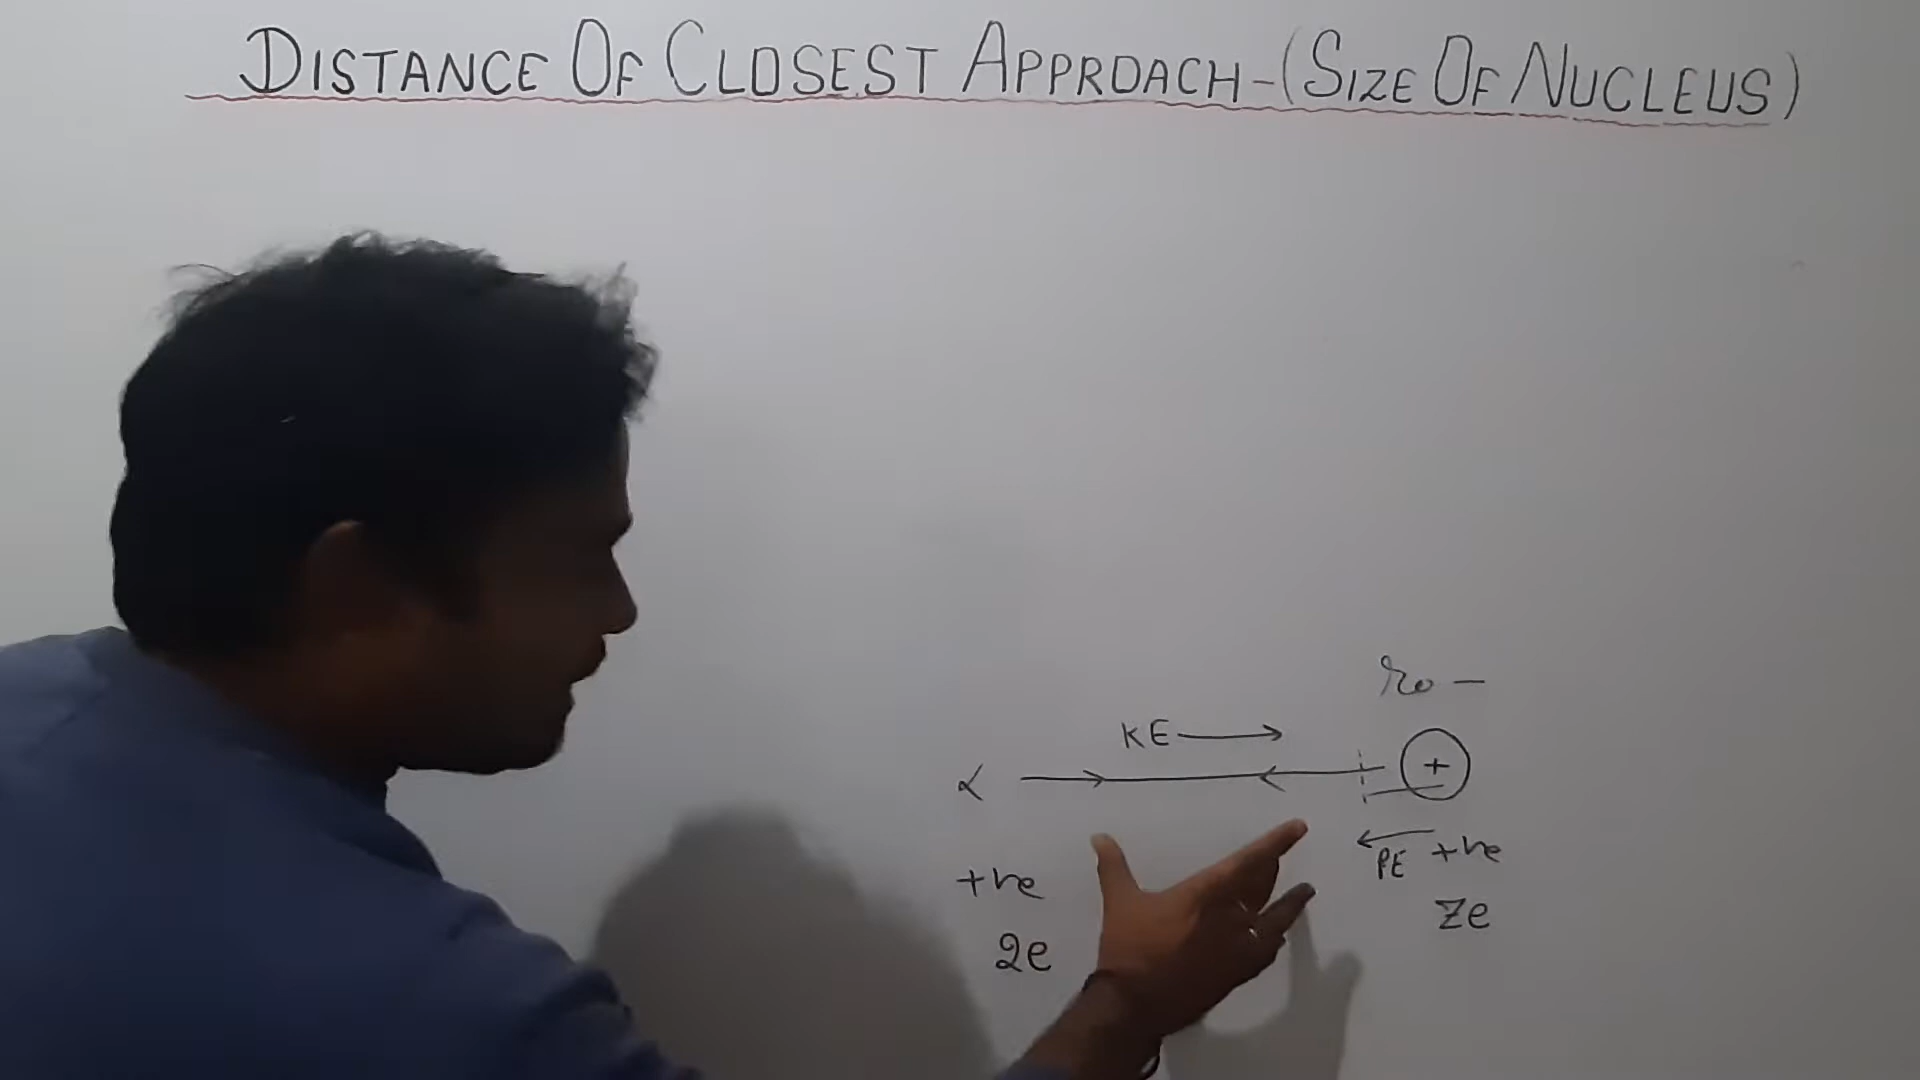 DISTANCE OF CLOSEST APPROACH-(SIZE OF NUCLEUS)
r₀ -
KE
α
+
+ve
PE +ve
2e
Ze